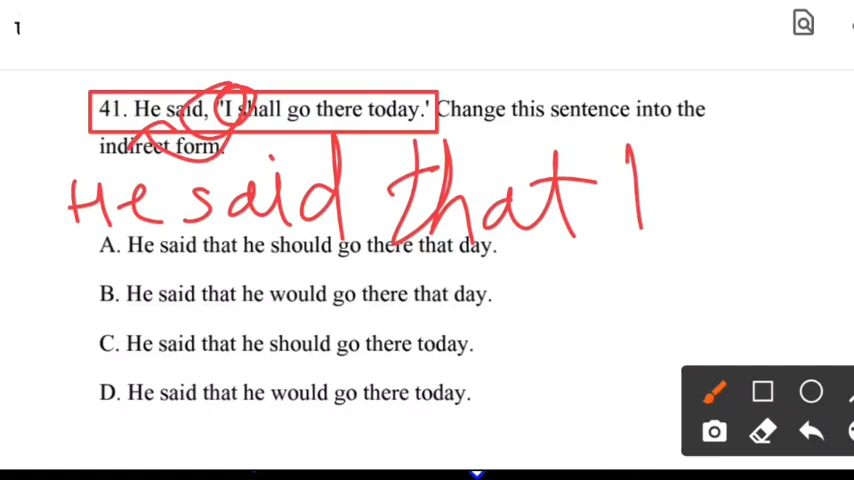 41. He said, 'I shall go there today.' Change this sentence into the
indirect form.
He said that
A. He said that he should go there that day.
B. He said that he would go there that day.
C. He said that he should go there today.
D. He said that he would go there today.